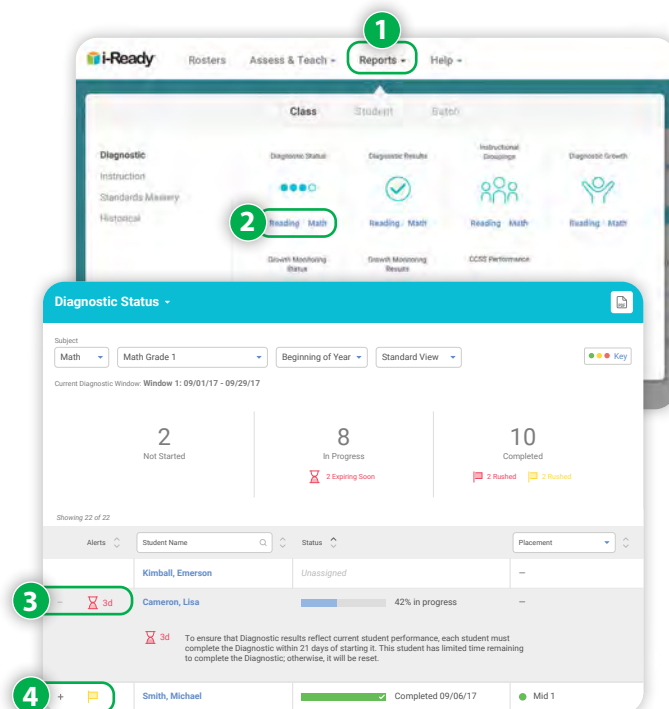 1
i-Ready Rosters Assess & Teach Reports Help
Class Student Batch
Diagnostic
Instruction
Standards Mastery
Historical
Diagnostic Status Diagnostic Results Instructional Groupings Diagnostic Growth
2
Reading Math Reading Math Reading Math Reading Math
Growth Monitoring Status Growth Monitoring Results CCSS Performance
Diagnostic Status
Subject
Math Math Grade 1 Beginning of Year Standard View Key
Current Diagnostic Window: Window 1: 09/01/17 - 09/29/17
2 8 10
Not Started In Progress Completed
2 Expiring Soon 2 Rushed 2 Rushed
Showing 22 of 22
Alerts Student Name Status Placement
Kimball, Emerson Unassigned –
3 – 3d Cameron, Lisa 42% in progress –
3d To ensure that Diagnostic results reflect current student performance, each student must
complete the Diagnostic within 21 days of starting it. This student has limited time remaining
to complete the Diagnostic; otherwise, it will be reset.
4 + Smith, Michael Completed 09/06/17 Mid 1